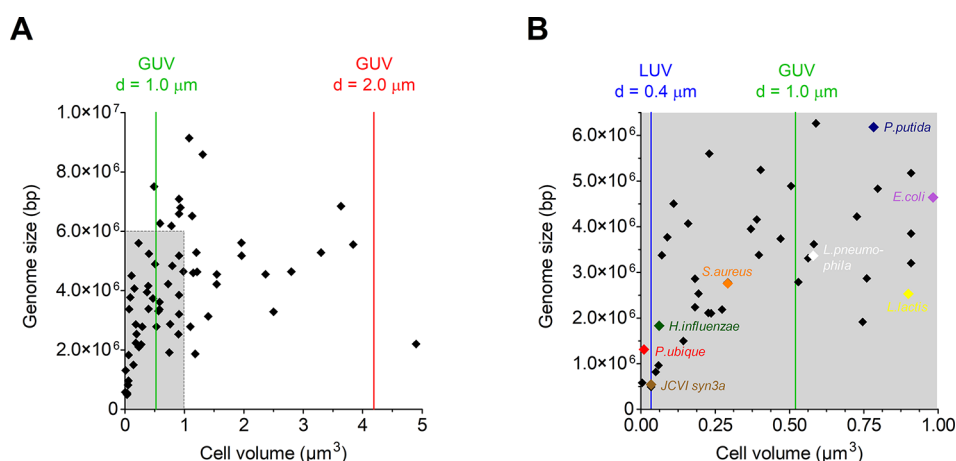 A
GUV
d = 1.0 μm
GUV
d = 2.0 μm
1.0×10⁷
8.0×10⁶
6.0×10⁶
4.0×10⁶
2.0×10⁶
0
Genome size (bp)
0
1
2
3
4
5
Cell volume (μm³)
B
LUV
d = 0.4 μm
GUV
d = 1.0 μm
6.0×10⁶
5.0×10⁶
4.0×10⁶
3.0×10⁶
2.0×10⁶
1.0×10⁶
0
Genome size (bp)
P.putida
E.coli
L.pneumo-
phila
S.aureus
H.influenzae
P.ubique
JCVI syn3a
0.00
0.25
0.50
0.75
1.00
Cell volume (μm³)